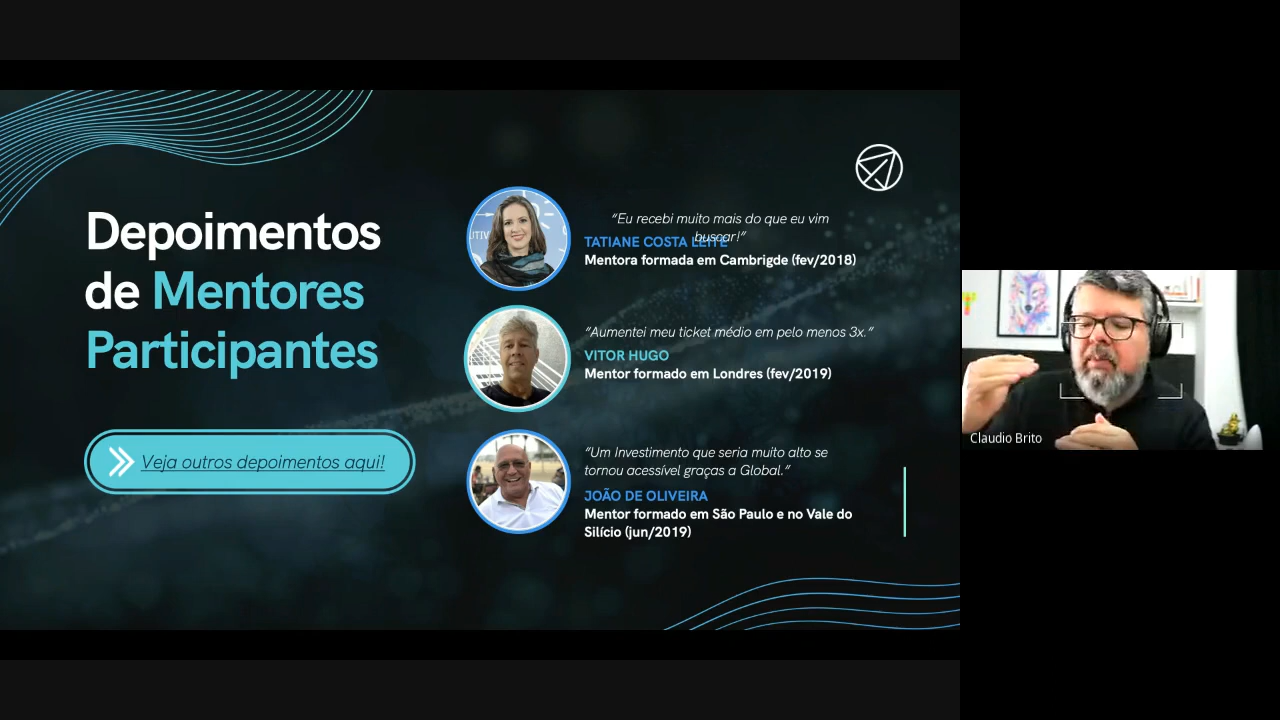 Depoimentos
de Mentores
Participantes
Veja outros depoimentos aqui!
“Eu recebi muito mais do que eu vim
buscar!”
TATIANE COSTA LEITE
Mentora formada em Cambrigde (fev/2018)
“Aumentei meu ticket médio em pelo menos 3x.”
VITOR HUGO
Mentor formado em Londres (fev/2019)
“Um Investimento que seria muito alto se
tornou acessível graças a Global.”
JOÃO DE OLIVEIRA
Mentor formado em São Paulo e no Vale do
Silício (jun/2019)
Claudio Brito